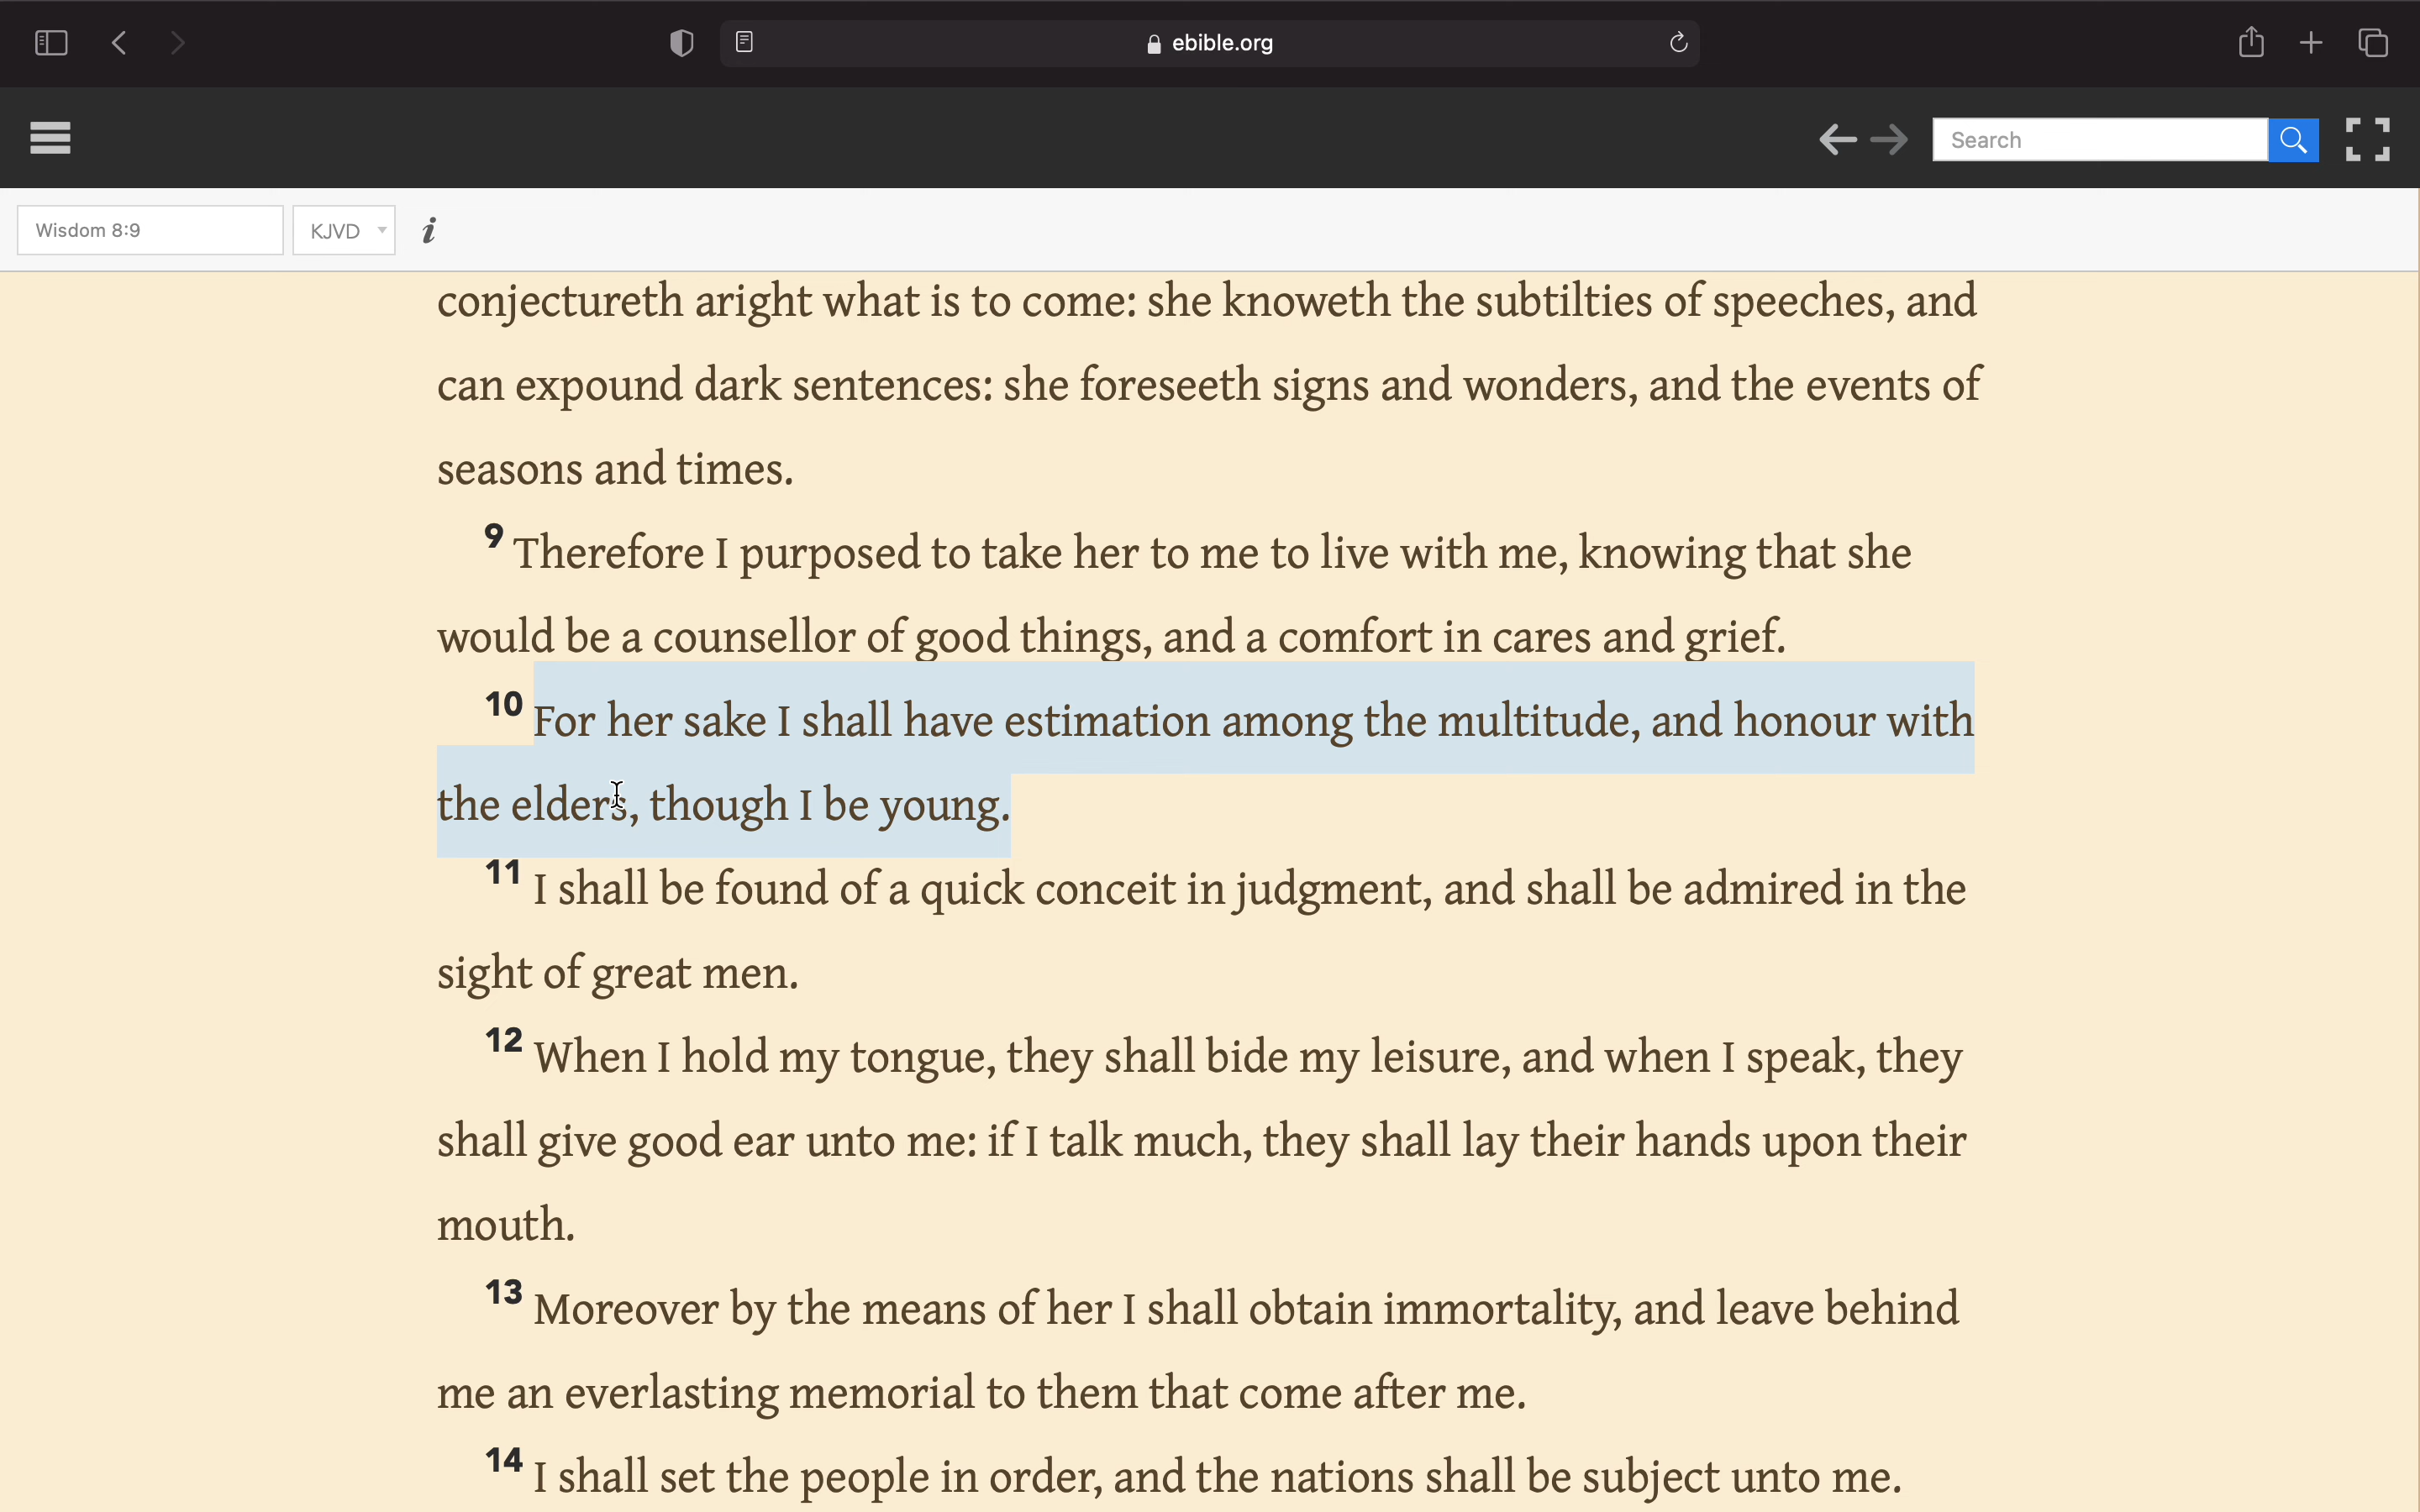 ebible.org
Search
Wisdom 8:9 KJVD i
conjectureth aright what is to come: she knoweth the subtilties of speeches, and
can expound dark sentences: she foreseeth signs and wonders, and the events of
seasons and times.
9 Therefore I purposed to take her to me to live with me, knowing that she
would be a counsellor of good things, and a comfort in cares and grief.
10 For her sake I shall have estimation among the multitude, and honour with
the elders, though I be young.
11 I shall be found of a quick conceit in judgment, and shall be admired in the
sight of great men.
12 When I hold my tongue, they shall bide my leisure, and when I speak, they
shall give good ear unto me: if I talk much, they shall lay their hands upon their
mouth.
13 Moreover by the means of her I shall obtain immortality, and leave behind
me an everlasting memorial to them that come after me.
14 I shall set the people in order, and the nations shall be subject unto me.